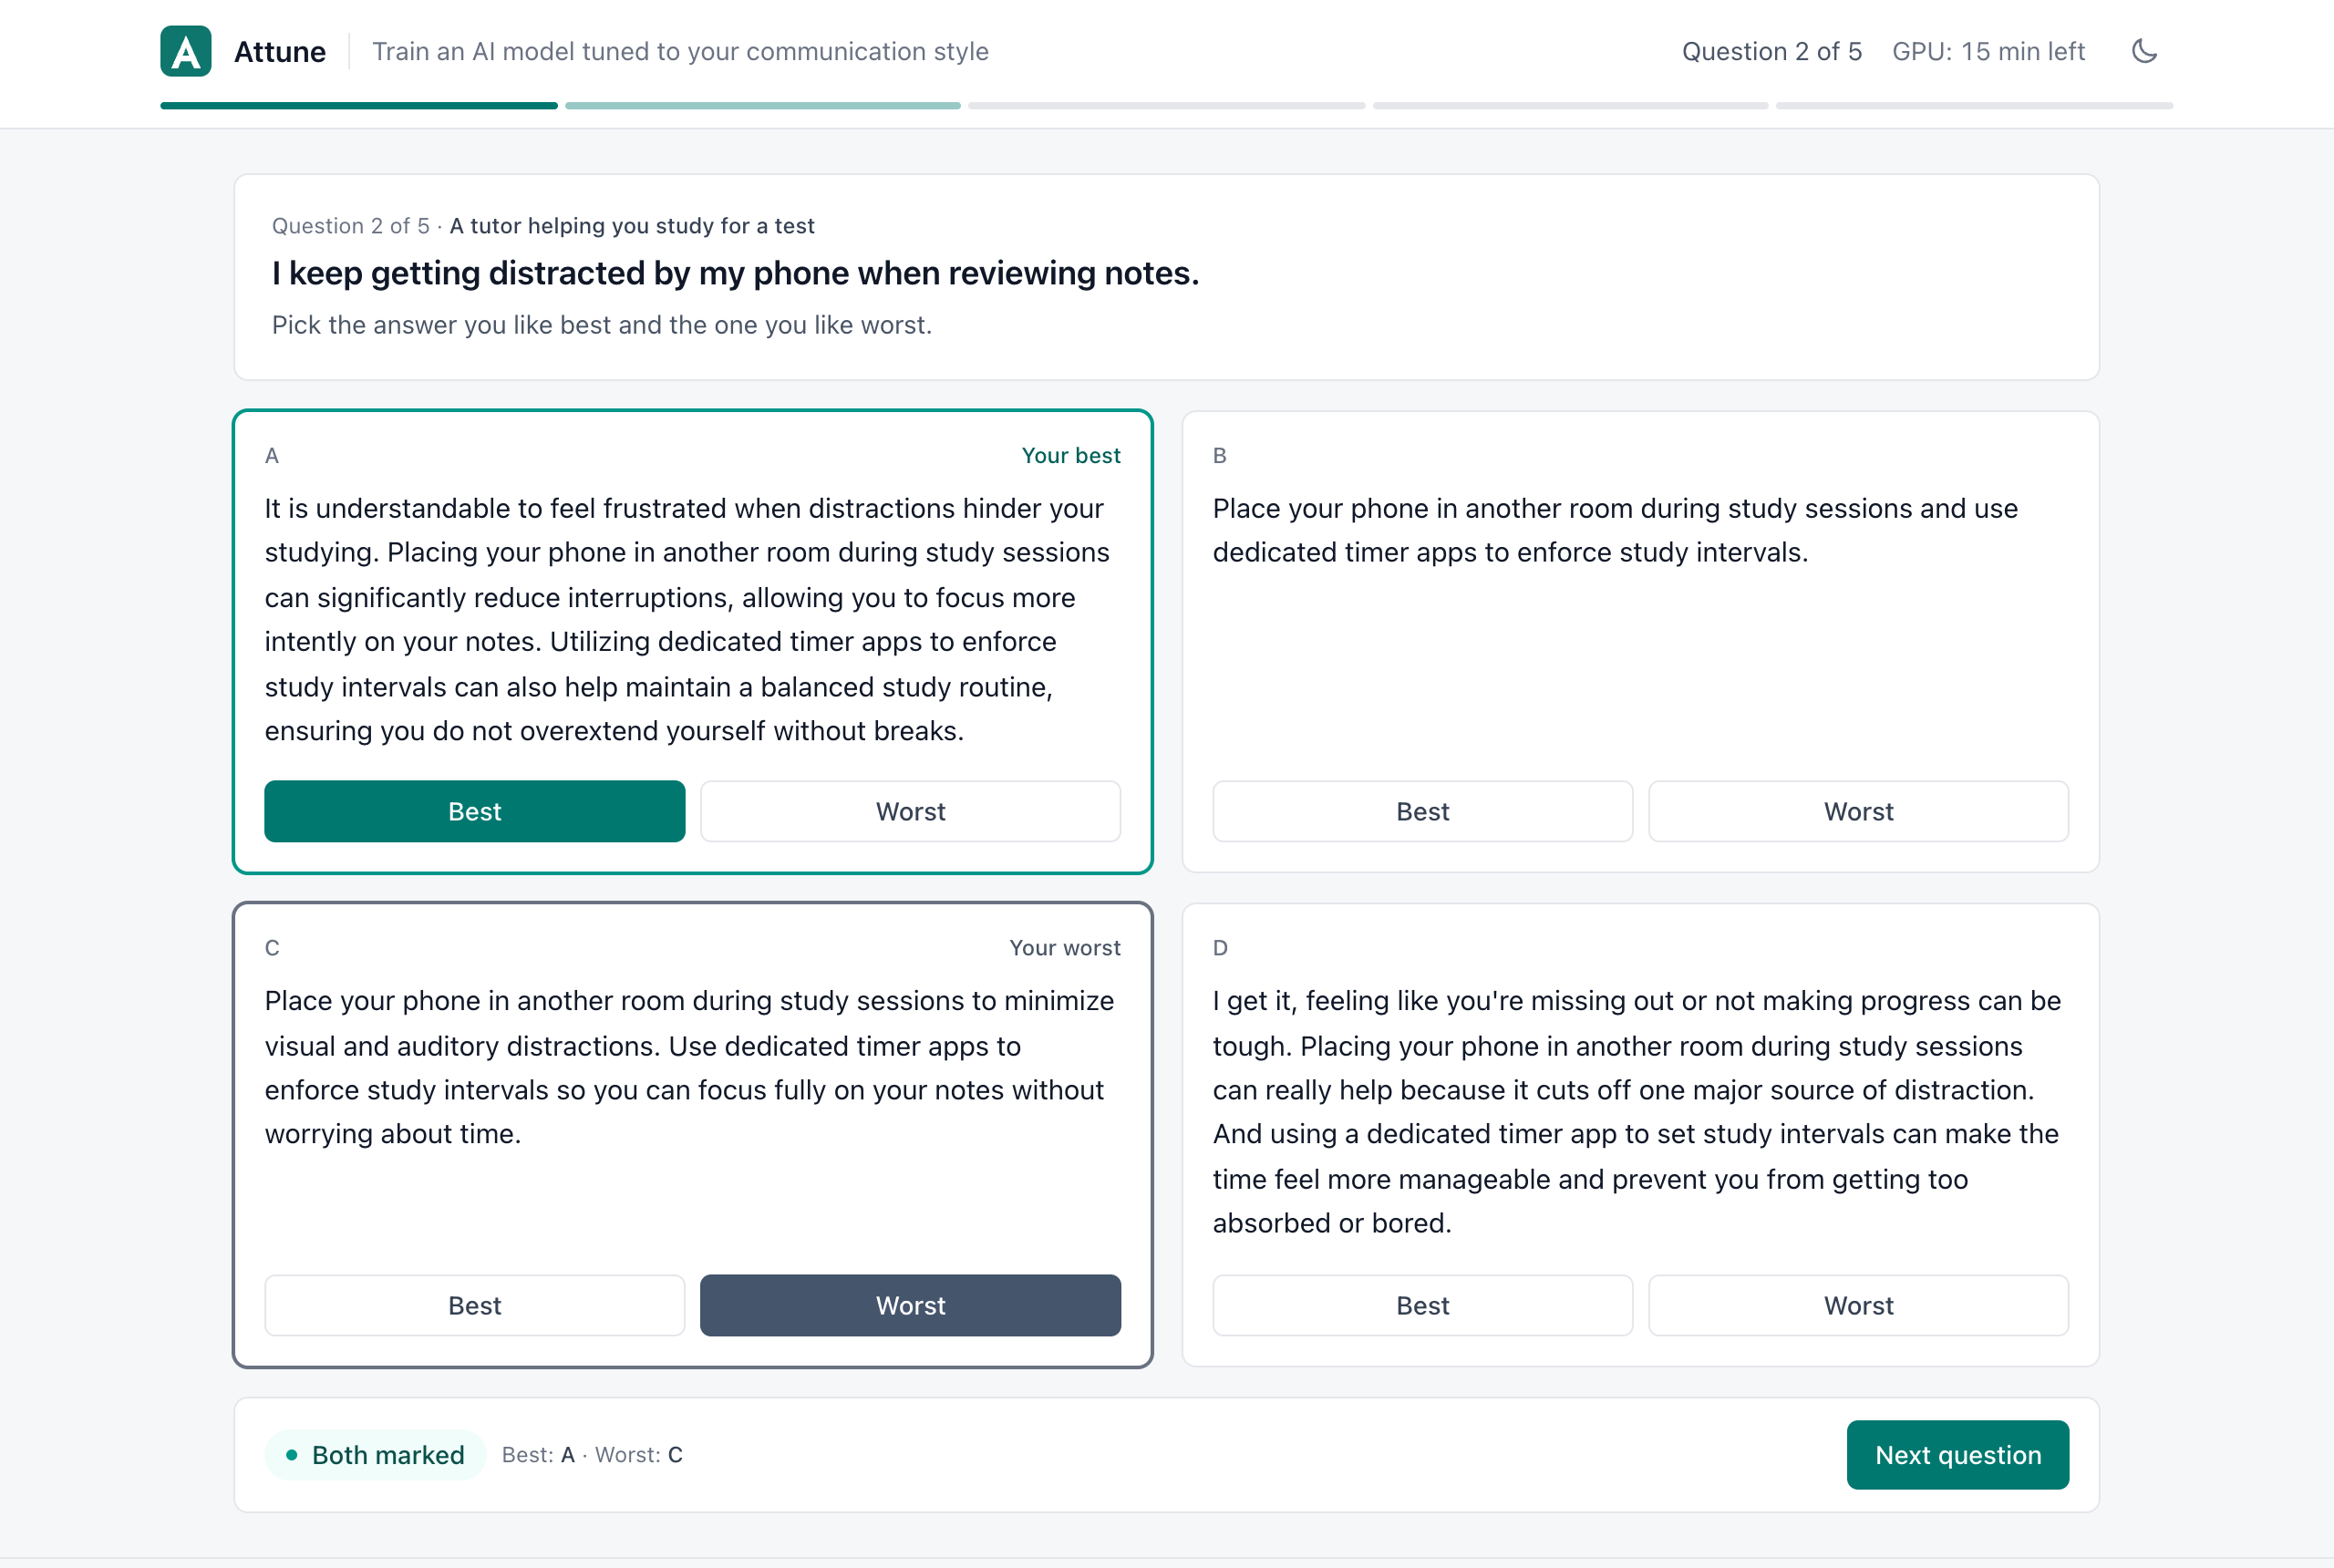 A Attune Train an AI model tuned to your communication style Question 2 of 5 GPU: 15 min left
Question 2 of 5 · A tutor helping you study for a test
I keep getting distracted by my phone when reviewing notes.
Pick the answer you like best and the one you like worst.
A Your best
It is understandable to feel frustrated when distractions hinder your
studying. Placing your phone in another room during study sessions
can significantly reduce interruptions, allowing you to focus more
intently on your notes. Utilizing dedicated timer apps to enforce
study intervals can also help maintain a balanced study routine,
ensuring you do not overextend yourself without breaks.
Best Worst
B
Place your phone in another room during study sessions and use
dedicated timer apps to enforce study intervals.
Best Worst
C Your worst
Place your phone in another room during study sessions to minimize
visual and auditory distractions. Use dedicated timer apps to
enforce study intervals so you can focus fully on your notes without
worrying about time.
Best Worst
D
I get it, feeling like you're missing out or not making progress can be
tough. Placing your phone in another room during study sessions
can really help because it cuts off one major source of distraction.
And using a dedicated timer app to set study intervals can make the
time feel more manageable and prevent you from getting too
absorbed or bored.
Best Worst
Both marked Best: A · Worst: C Next question